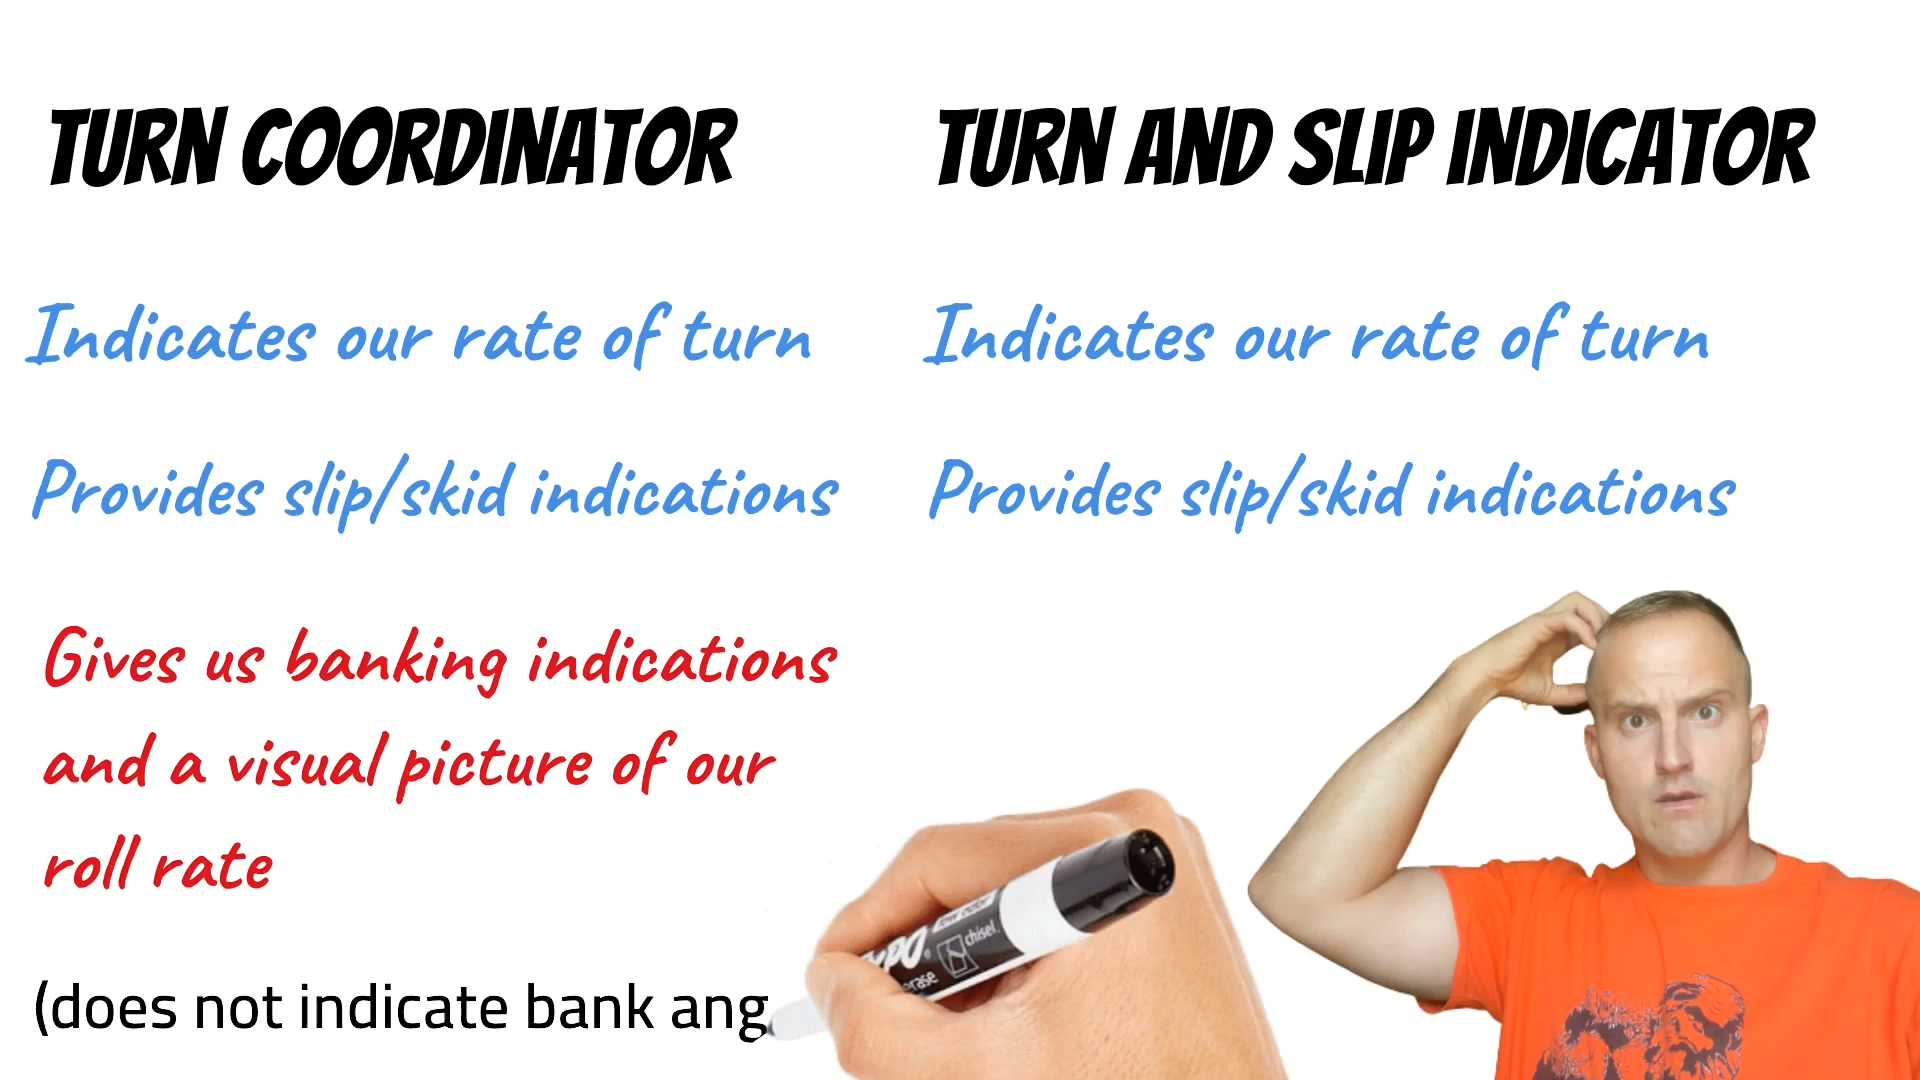 TURN COORDINATOR
TURN AND SLIP INDICATOR
Indicates our rate of turn
Indicates our rate of turn
Provides slip/skid indications
Provides slip/skid indications
Gives us banking indications
and a visual picture of our
roll rate
(does not indicate bank ang
chisel.
erase